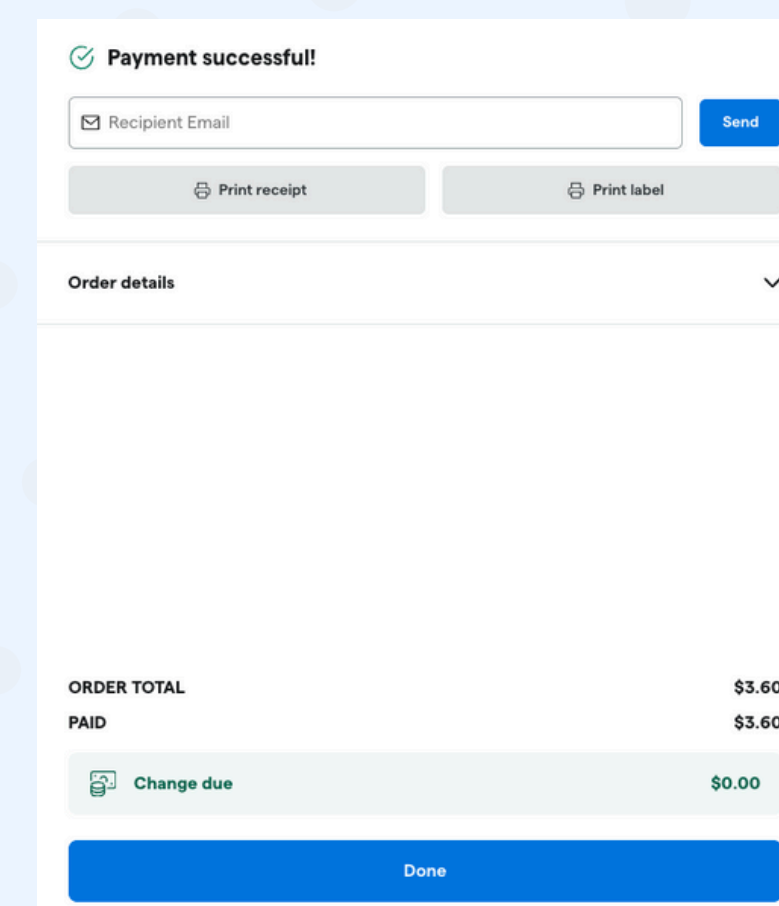 Payment successful!
Recipient Email Send
Print receipt Print label
Order details
ORDER TOTAL $3.60
PAID $3.60
Change due $0.00
Done